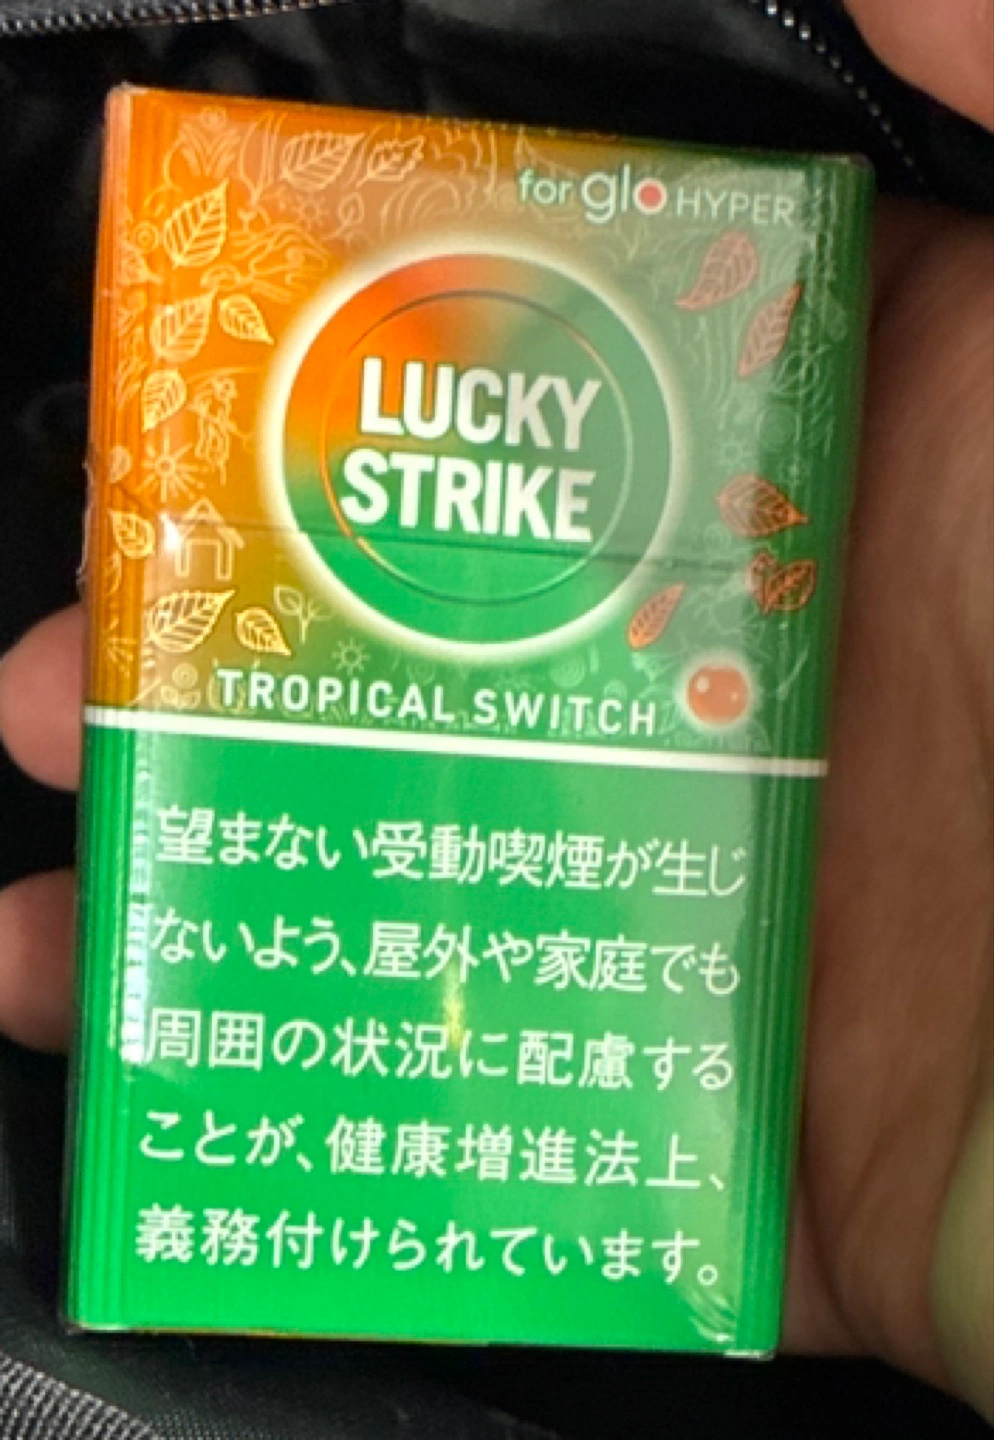 for glo HYPER
LUCKY
STRIKE
TROPICAL SWITCH
望まない受動喫煙が生じ
ないよう、屋外や家庭でも
周囲の状況に配慮する
ことが、健康増進法上、
義務付けられています。